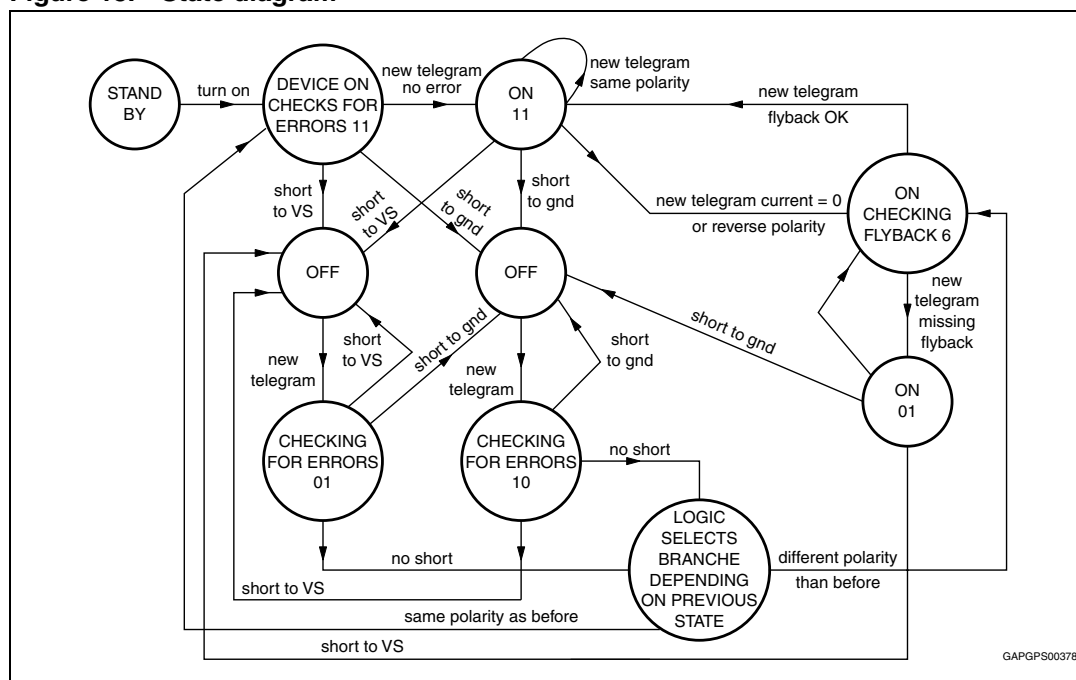 STAND
BY
turn on
DEVICE ON
CHECKS FOR
ERRORS 11
new telegram
no error
ON
11
new telegram
same polarity
new telegram
flyback OK
short
to VS
short
to VS
short
to gnd
short
to gnd
new telegram current = 0
or reverse polarity
ON
CHECKING
FLYBACK 6
OFF
OFF
new
telegram
missing
flyback
short to gnd
new
telegram
short
to VS
short to gnd
new
telegram
short
to gnd
ON
01
CHECKING
FOR ERRORS
01
CHECKING
FOR ERRORS
10
no short
LOGIC
SELECTS
BRANCHE
DEPENDING
ON PREVIOUS
STATE
no short
different polarity
than before
short to VS
same polarity as before
short to VS
GAPGPS00378